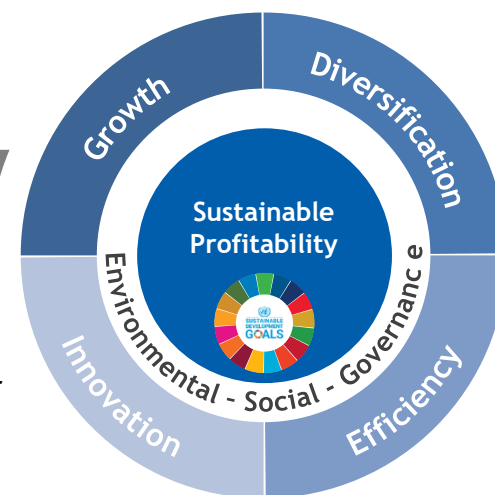 Growth
Diversification
Sustainable
Profitability
SUSTAINABLE
DEVELOPMENT
GOALS
Environmental - Social - Governanc e
Innovation
Efficiency